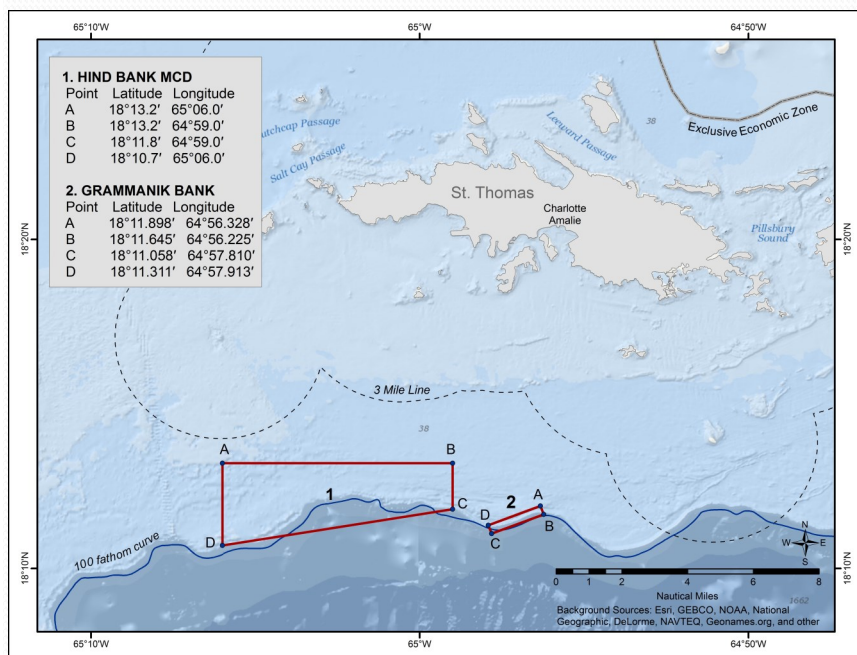 65°10'W
65°W
64°50'W
1. HIND BANK MCD
Point Latitude Longitude
A 18°13.2′ 65°06.0′
B 18°13.2′ 64°59.0′
C 18°11.8′ 64°59.0′
D 18°10.7′ 65°06.0′
2. GRAMMANIK BANK
Point Latitude Longitude
A 18°11.898′ 64°56.328′
B 18°11.645′ 64°56.225′
C 18°11.058′ 64°57.810′
D 18°11.311′ 64°57.913′
utcheap Passage
Salt Cay Passage
Leeward Passage
38
Exclusive Economic Zone
St. Thomas
Charlotte
Amalie
Pillsbury
Sound
18°20'N
18°20'N
3 Mile Line
38
A
B
1
C
D
2
A
D
B
C
100 fathom curve
N
W E
S
18°10'N
18°10'N
0 1 2 4 6 8
Nautical Miles
1662
Background Sources: Esri, GEBCO, NOAA, National
Geographic, DeLorme, NAVTEQ, Geonames.org, and other
65°10'W
65°W
64°50'W